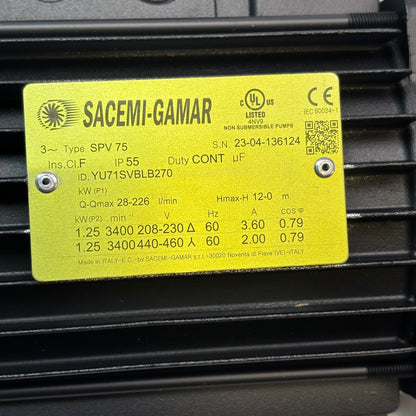 SACEMI-GAMAR
C UL US
LISTED
4NV9
NON SUBMERSIBLE PUMPS
CE
IEC 60034-1
3~ Type SPV 75 S.N. 23-04-136124
Ins.Cl.F IP 55 Duty CONT µF
ID.YU71SVBLB270
kW(P1)
Q-Qmax 28-226 l/min Hmax-H 12-0 m
kW(P2) min⁻¹ V Hz A cos φ
1.25 3400 208-230 Δ 60 3.60 0.79
1.25 3400 440-460 Y 60 2.00 0.79
Made in ITALY-E.C.-by SACEMI-GAMAR s.r.l.-30020 Noventa di Piave (VE)-ITALY